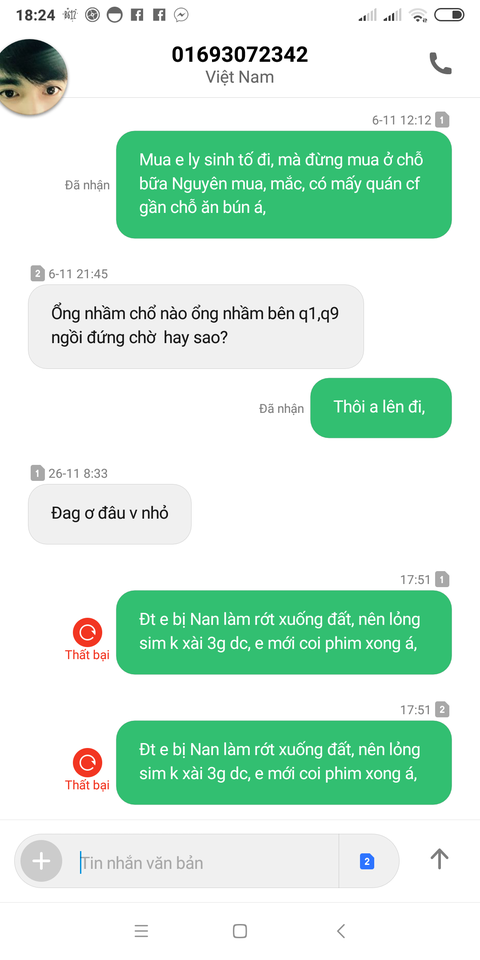 18:24
01693072342
Việt Nam
6-11 12:12 1
Mua e ly sinh tố đi, mà đừng mua ở chỗ
bữa Nguyên mua, mắc, có mấy quán cf
gần chỗ ăn bún á,
Đã nhận
2 6-11 21:45
Ổng nhầm chổ nào ổng nhầm bên q1,q9
ngồi đứng chờ hay sao?
Thôi a lên đi,
Đã nhận
1 26-11 8:33
Đag ơ đâu v nhỏ
17:51 1
Đt e bị Nan làm rớt xuống đất, nên lỏng
sim k xài 3g dc, e mới coi phim xong á,
Thất bại
17:51 2
Đt e bị Nan làm rớt xuống đất, nên lỏng
sim k xài 3g dc, e mới coi phim xong á,
Thất bại
Tin nhắn văn bản
2